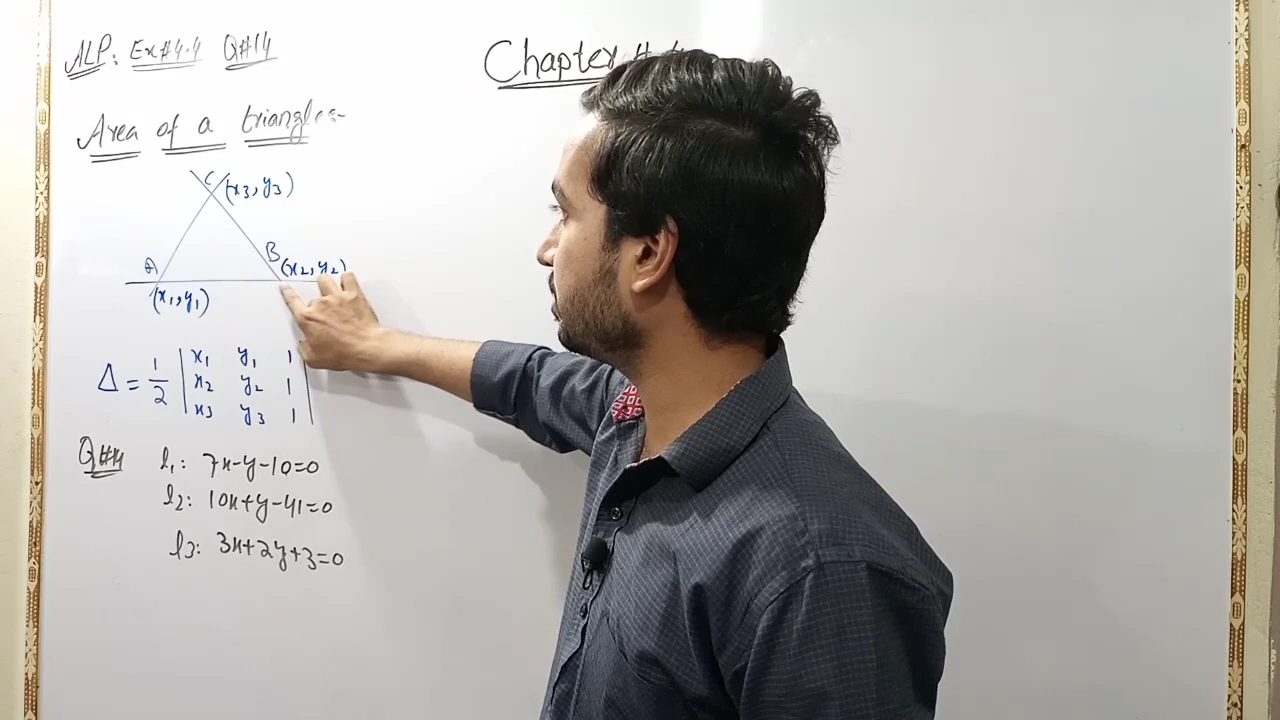 ALP: Ex#4.4 Q#14
Chapter #
Area of a triangle:-
C (x3, y3)
B (x2, y2)
A
(x1, y1)
Δ = 1/2 | x1 y1 1 |
| x2 y2 1 |
| x3 y3 1 |
Q#14 l1: 7x-y-10=0
l2: 10x+y-41=0
l3: 3x+2y+3=0